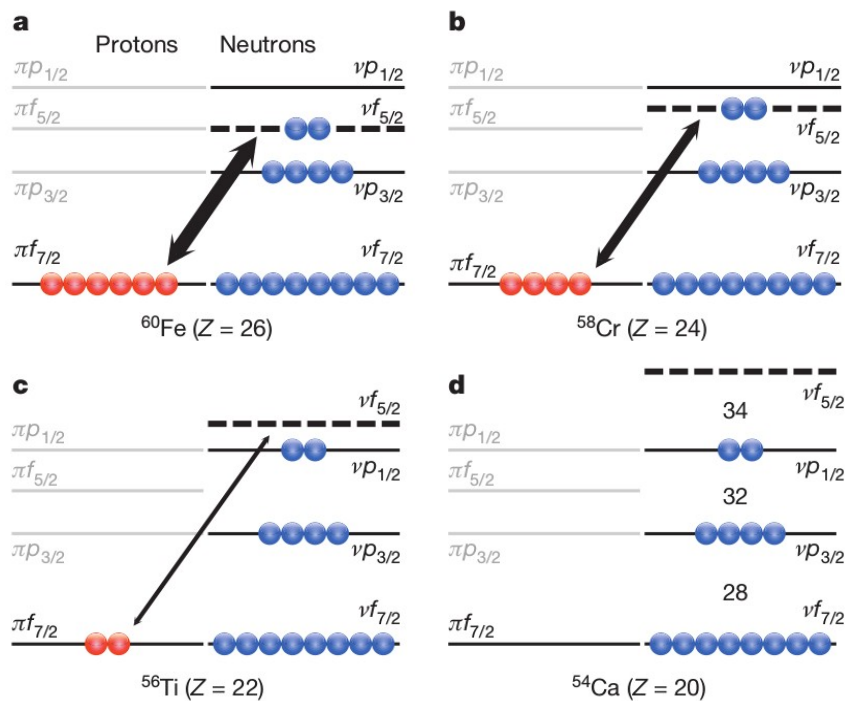 a
Protons Neutrons
πp1/2 νp1/2
πf5/2 νf5/2
πp3/2 νp3/2
πf7/2 νf7/2
⁶⁰Fe (Z = 26)
b
πp1/2 νp1/2
πf5/2 νf5/2
πp3/2 νp3/2
πf7/2 νf7/2
⁵⁸Cr (Z = 24)
c
νf5/2
πp1/2 νp1/2
πf5/2
πp3/2 νp3/2
πf7/2 νf7/2
⁵⁶Ti (Z = 22)
d
νf5/2
34
πp1/2 νp1/2
πf5/2
32
πp3/2 νp3/2
28
πf7/2 νf7/2
⁵⁴Ca (Z = 20)